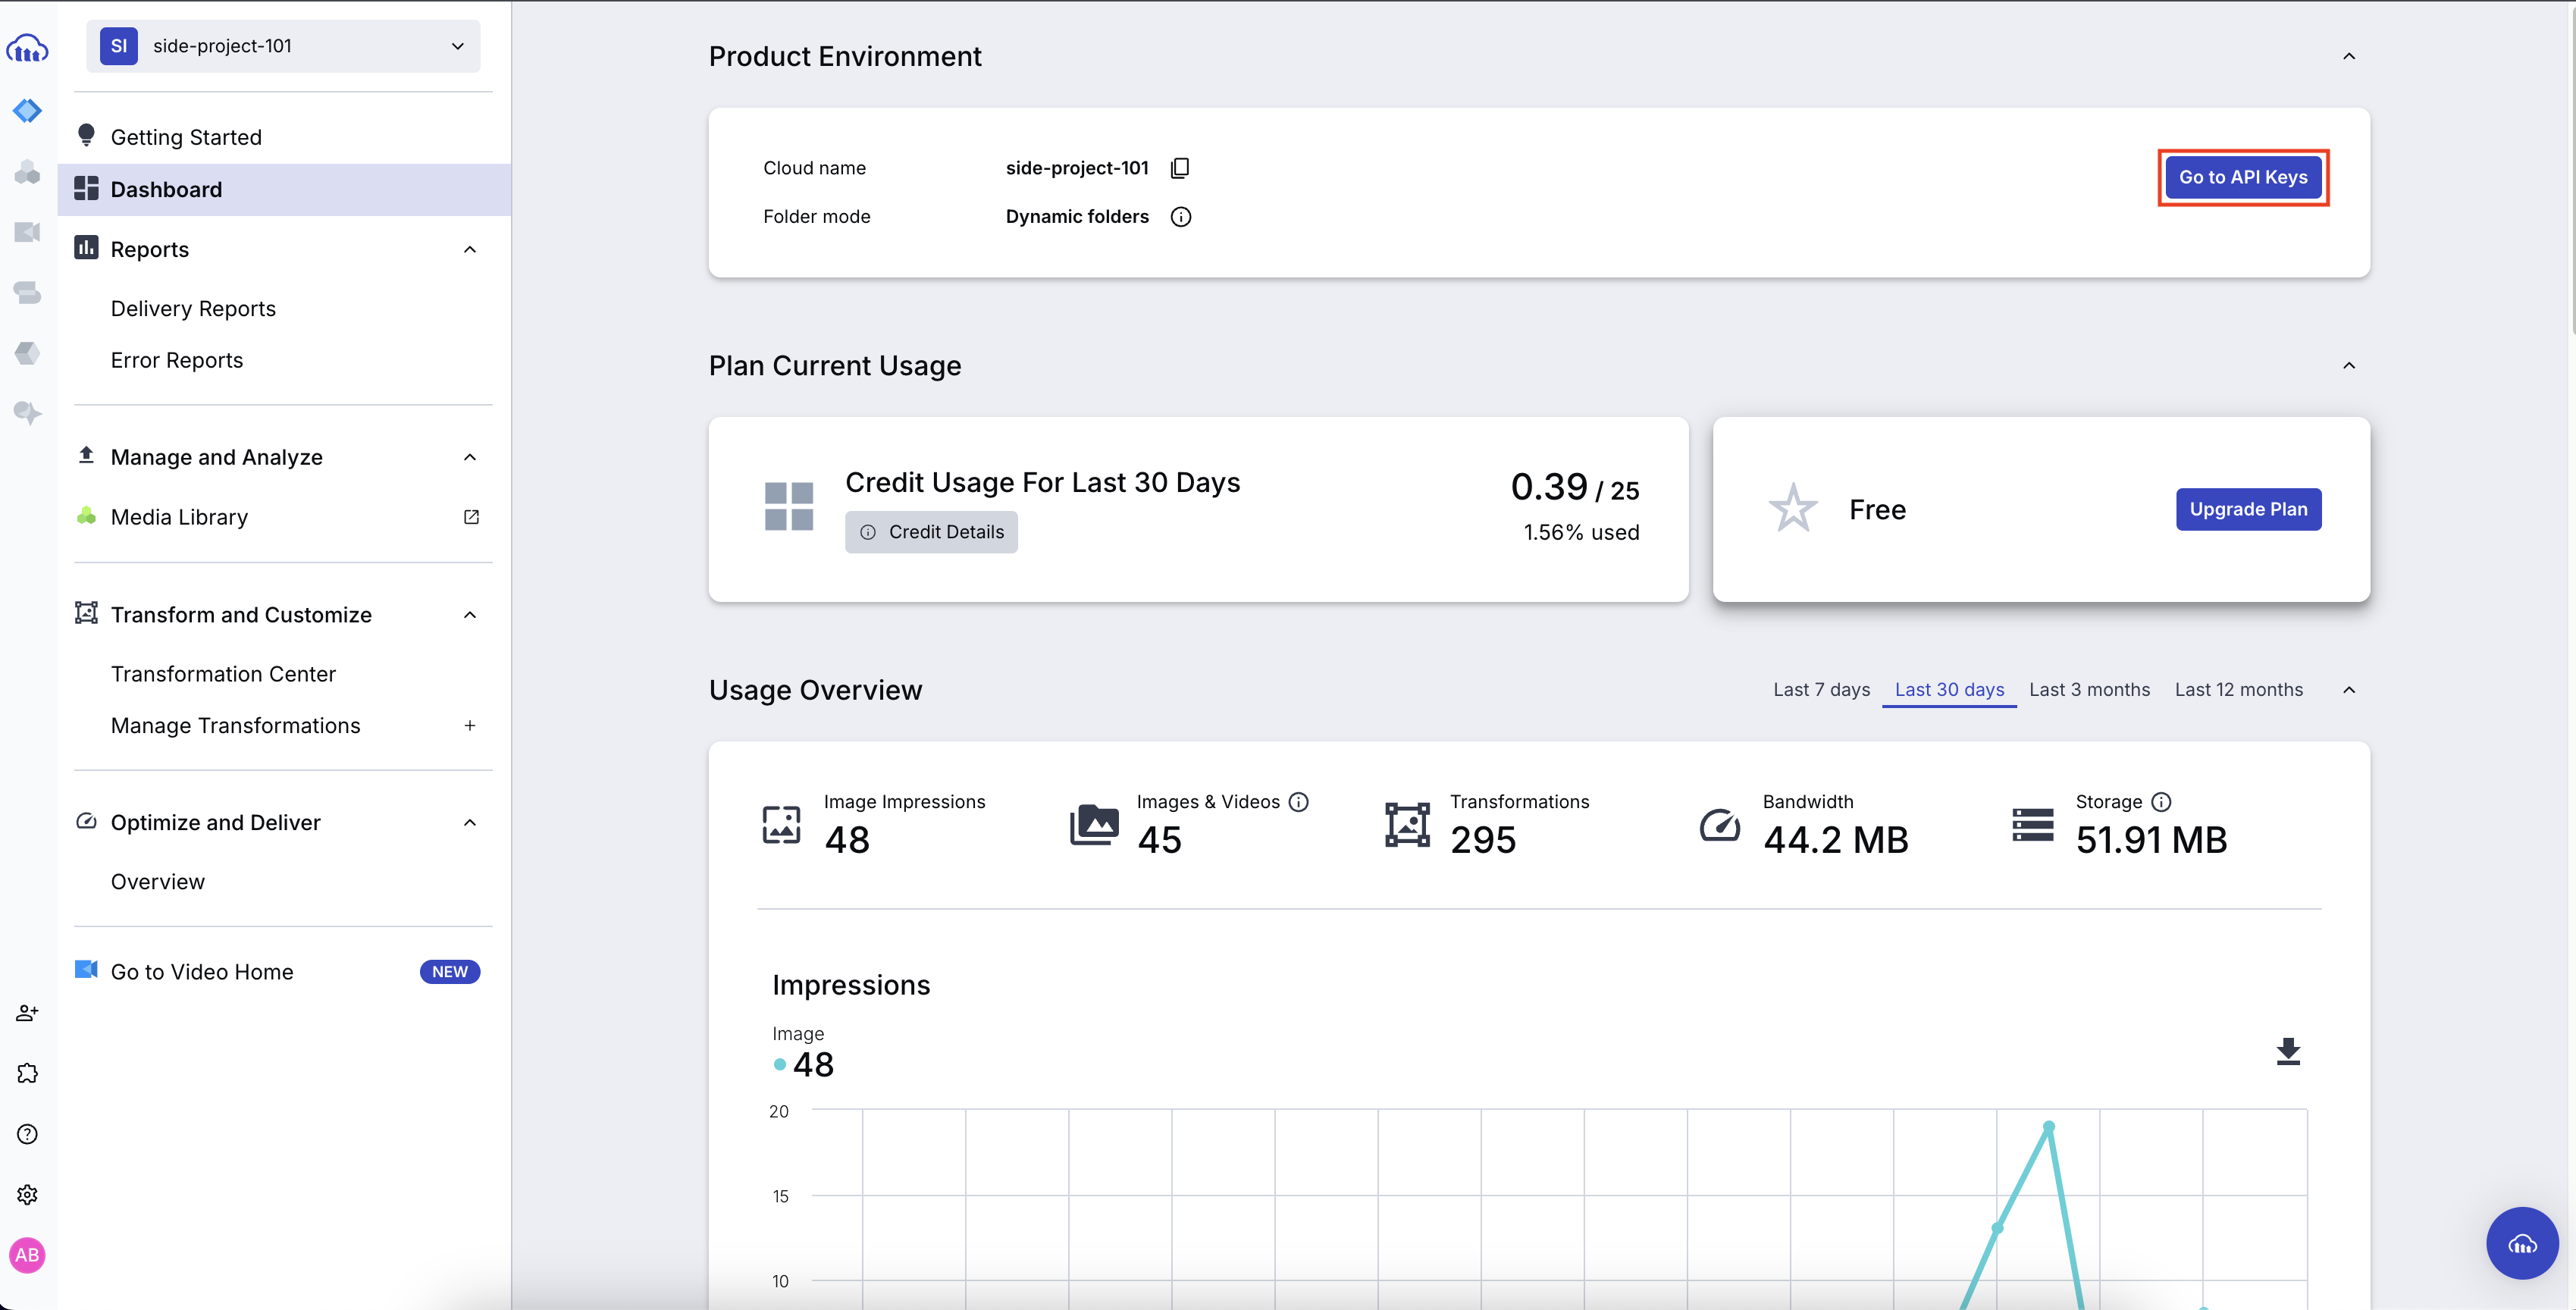 SI
side-project-101
Getting Started
Dashboard
Reports
Delivery Reports
Error Reports
Manage and Analyze
Media Library
Transform and Customize
Transformation Center
Manage Transformations
+
Optimize and Deliver
Overview
Go to Video Home
NEW
AB
Product Environment
Cloud name
side-project-101
Go to API Keys
Folder mode
Dynamic folders
Plan Current Usage
Credit Usage For Last 30 Days
Credit Details
0.39 / 25
1.56% used
Free
Upgrade Plan
Usage Overview
Last 7 days
Last 30 days
Last 3 months
Last 12 months
Image Impressions
48
Images & Videos
45
Transformations
295
Bandwidth
44.2 MB
Storage
51.91 MB
Impressions
Image
48
20
15
10